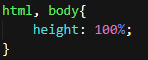 html, body{
    height: 100%;
}